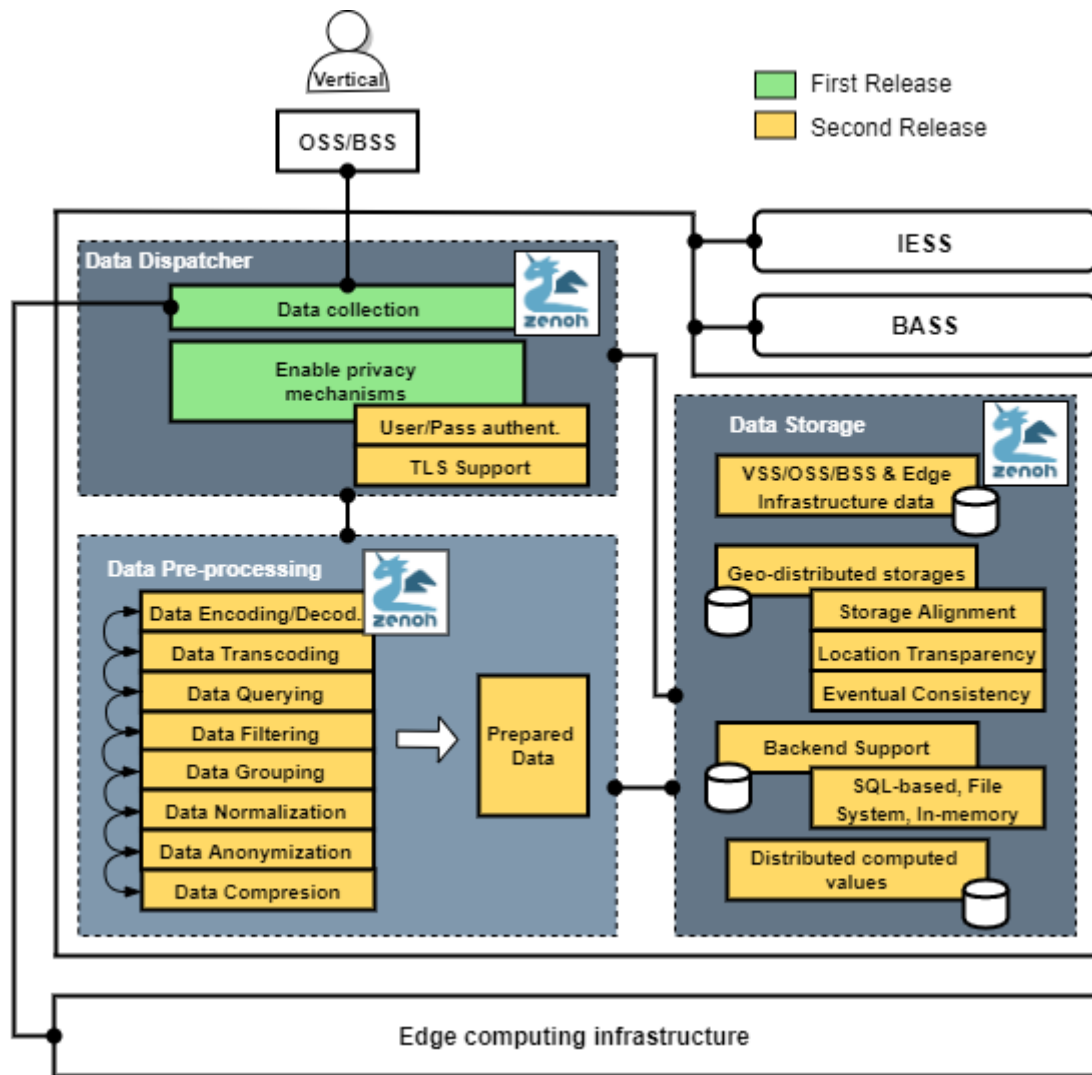 Vertical
OSS/BSS
First Release
Second Release
IESS
BASS
Data Dispatcher
zenoh
Data collection
Enable privacy
mechanisms
User/Pass authent.
TLS Support
Data Pre-processing
zenoh
Data Encoding/Decod.
Data Transcoding
Data Querying
Data Filtering
Data Grouping
Data Normalization
Data Anonymization
Data Compresion
Prepared
Data
Data Storage
zenoh
VSS/OSS/BSS & Edge
Infrastructure data
Geo-distributed storages
Storage Alignment
Location Transparency
Eventual Consistency
Backend Support
SQL-based, File
System, In-memory
Distributed computed
values
Edge computing infrastructure